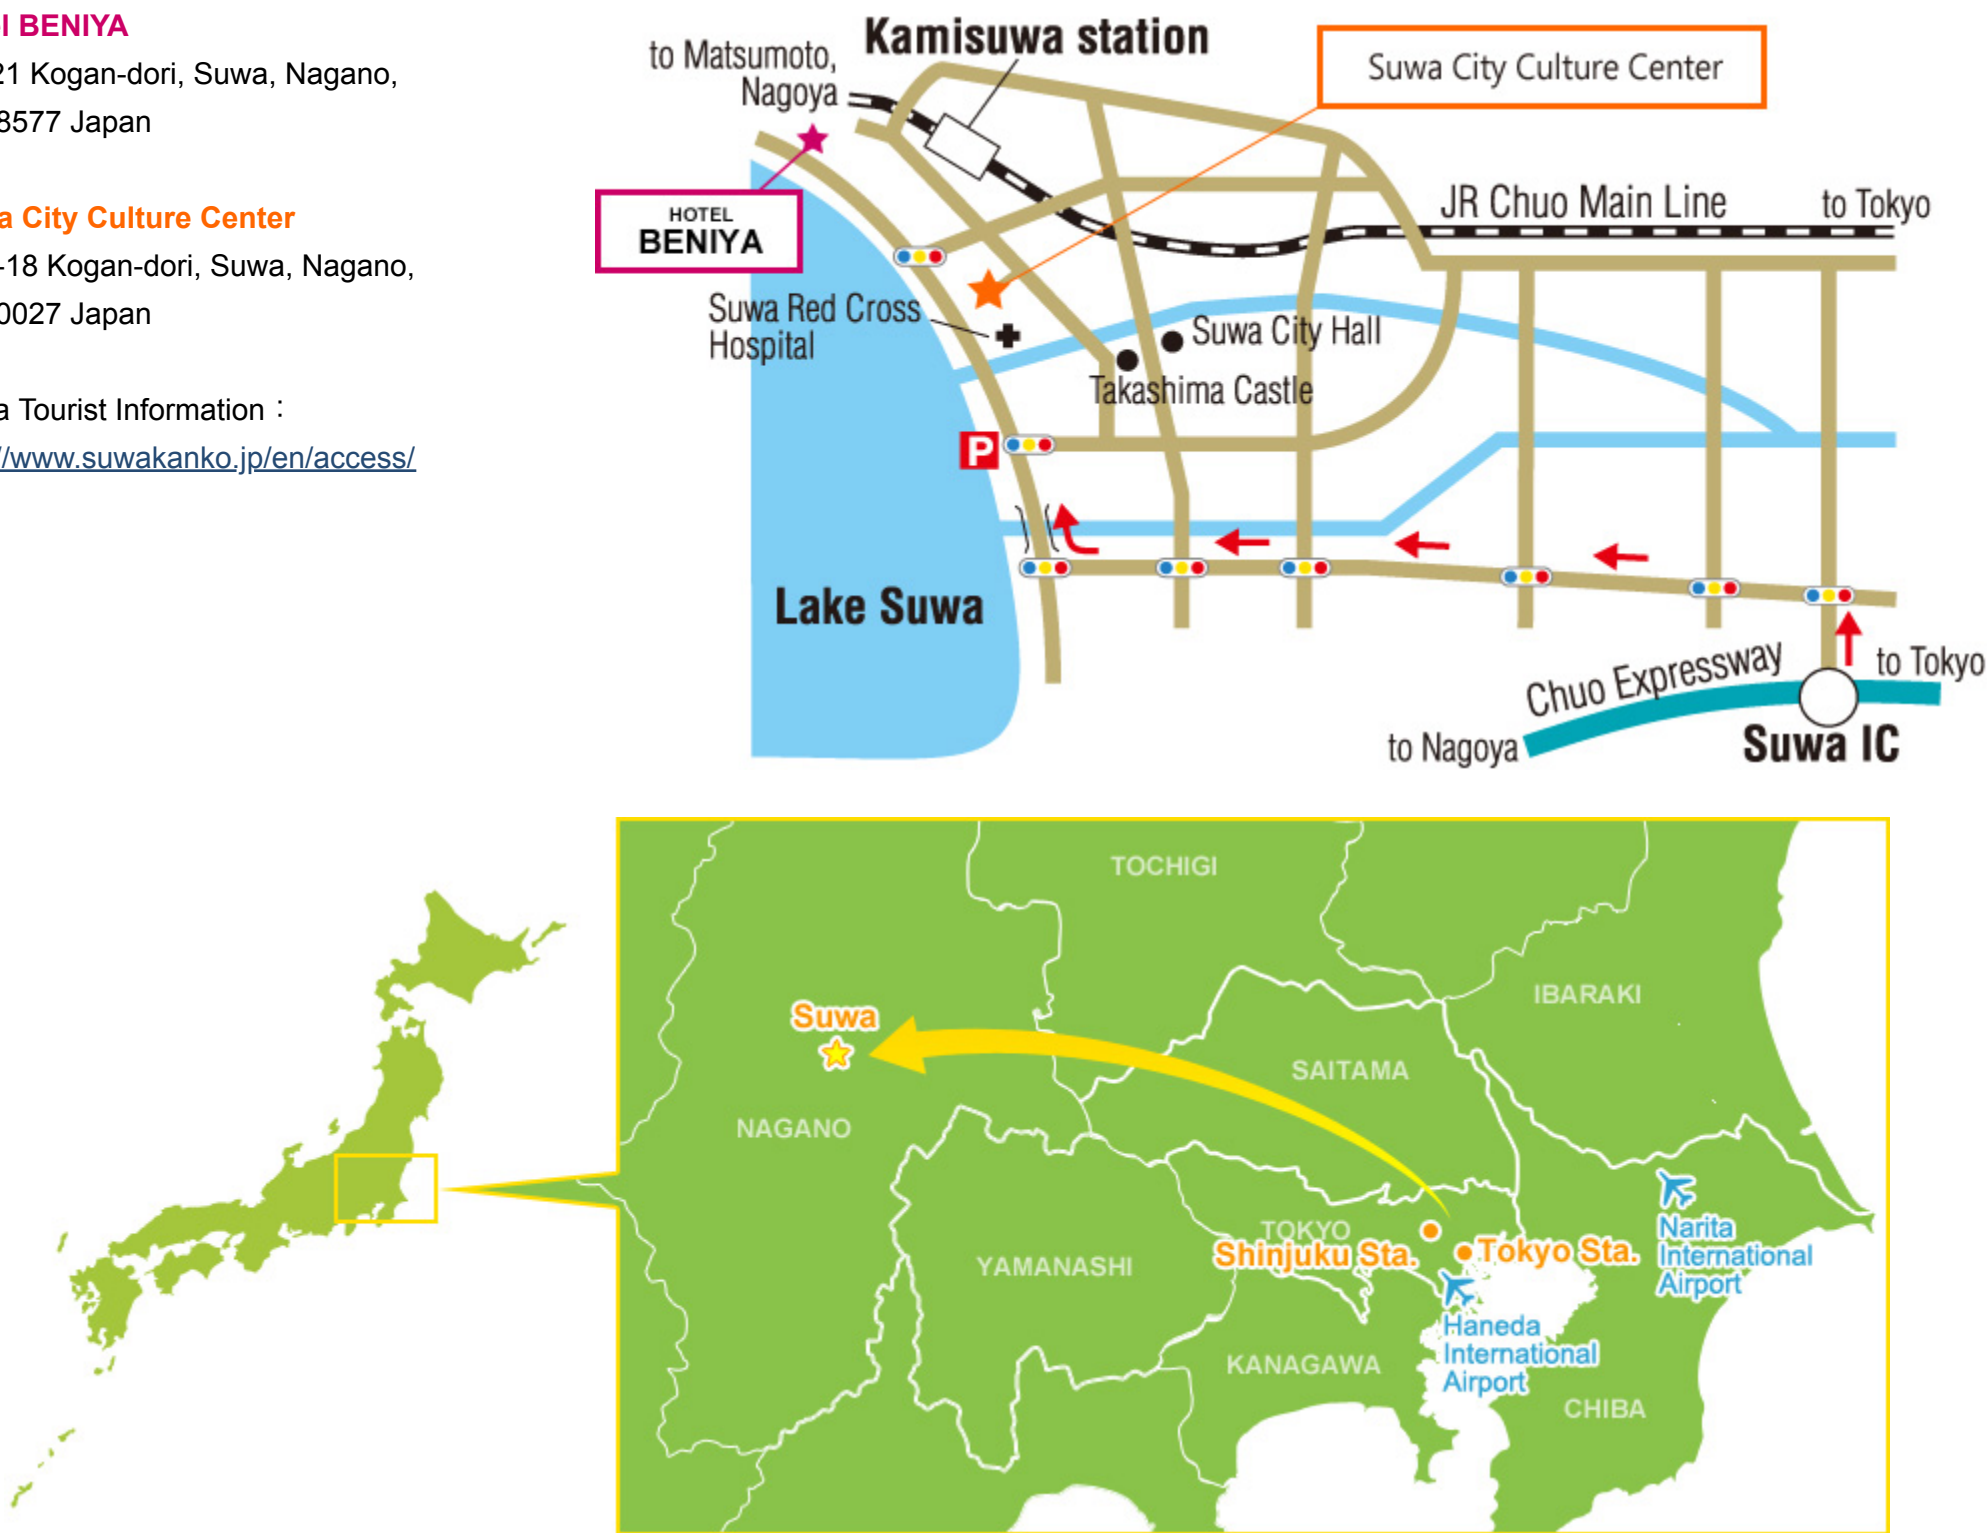 l BENIYA
21 Kogan-dori, Suwa, Nagano,
8577 Japan
a City Culture Center
-18 Kogan-dori, Suwa, Nagano,
0027 Japan
a Tourist Information：
//www.suwakanko.jp/en/access/
Kamisuwa station
to Matsumoto,
Nagoya
Suwa City Culture Center
HOTEL
BENIYA
JR Chuo Main Line
to Tokyo
Suwa Red Cross
Hospital
Suwa City Hall
Takashima Castle
P
Lake Suwa
Chuo Expressway
to Tokyo
to Nagoya
Suwa IC
TOCHIGI
IBARAKI
Suwa
SAITAMA
NAGANO
TOKYO
Shinjuku Sta.
Tokyo Sta.
Narita
International
Airport
YAMANASHI
Haneda
International
Airport
KANAGAWA
CHIBA